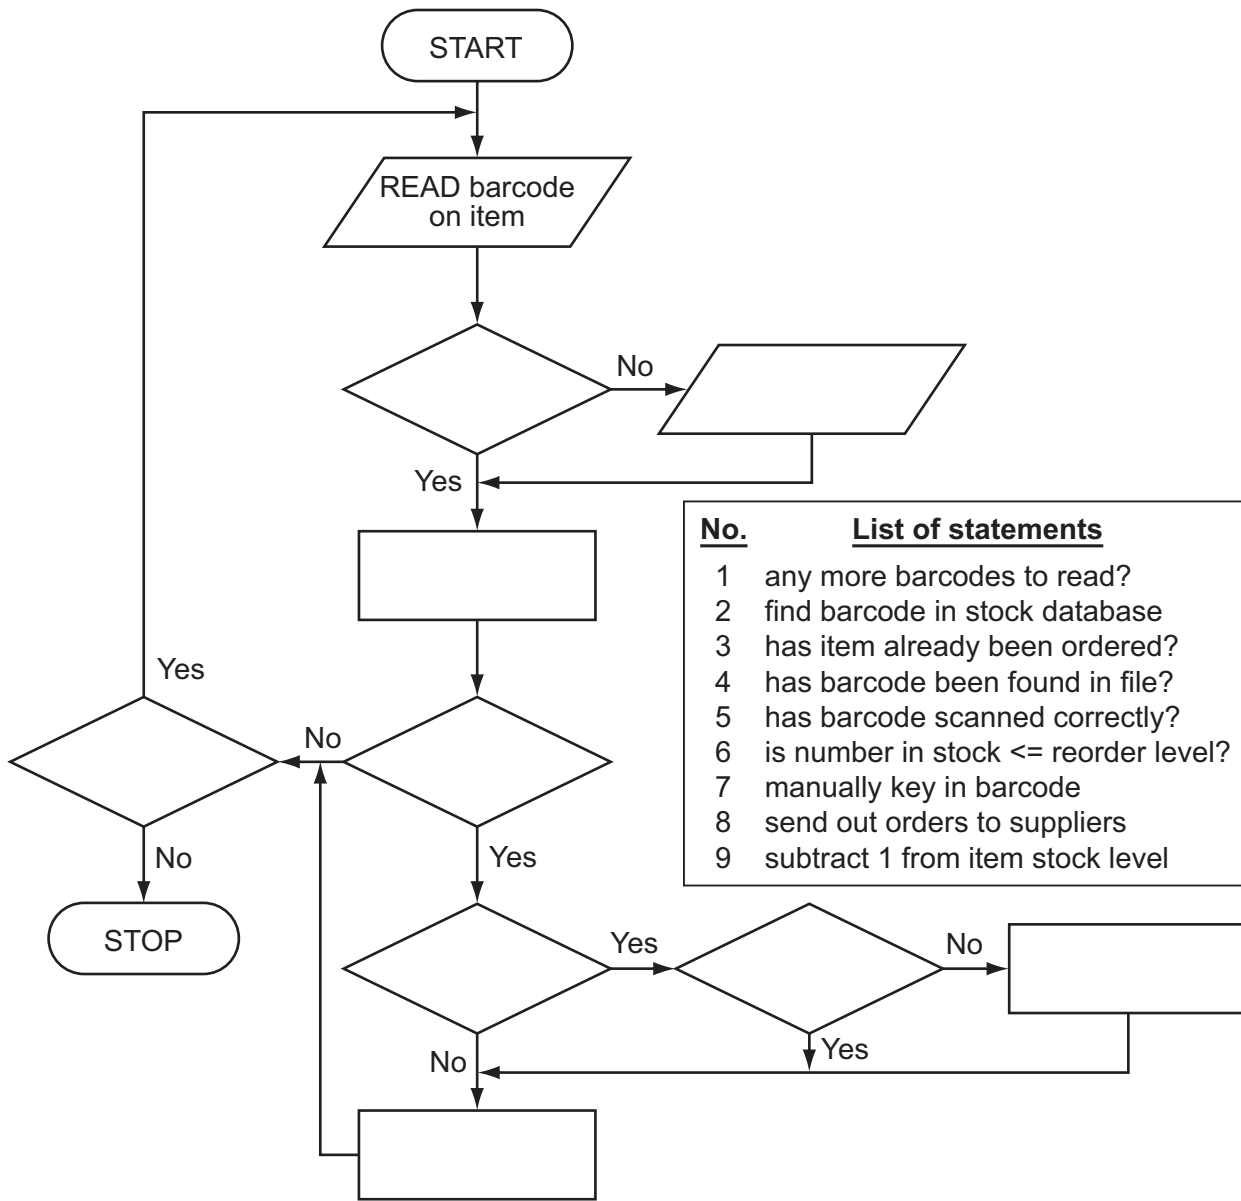 START
READ barcode
on item
No
Yes
No. List of statements
1 any more barcodes to read?
2 find barcode in stock database
3 has item already been ordered?
4 has barcode been found in file?
5 has barcode scanned correctly?
6 is number in stock <= reorder level?
7 manually key in barcode
8 send out orders to suppliers
9 subtract 1 from item stock level
Yes
No
No
Yes
STOP
Yes
No
No
Yes